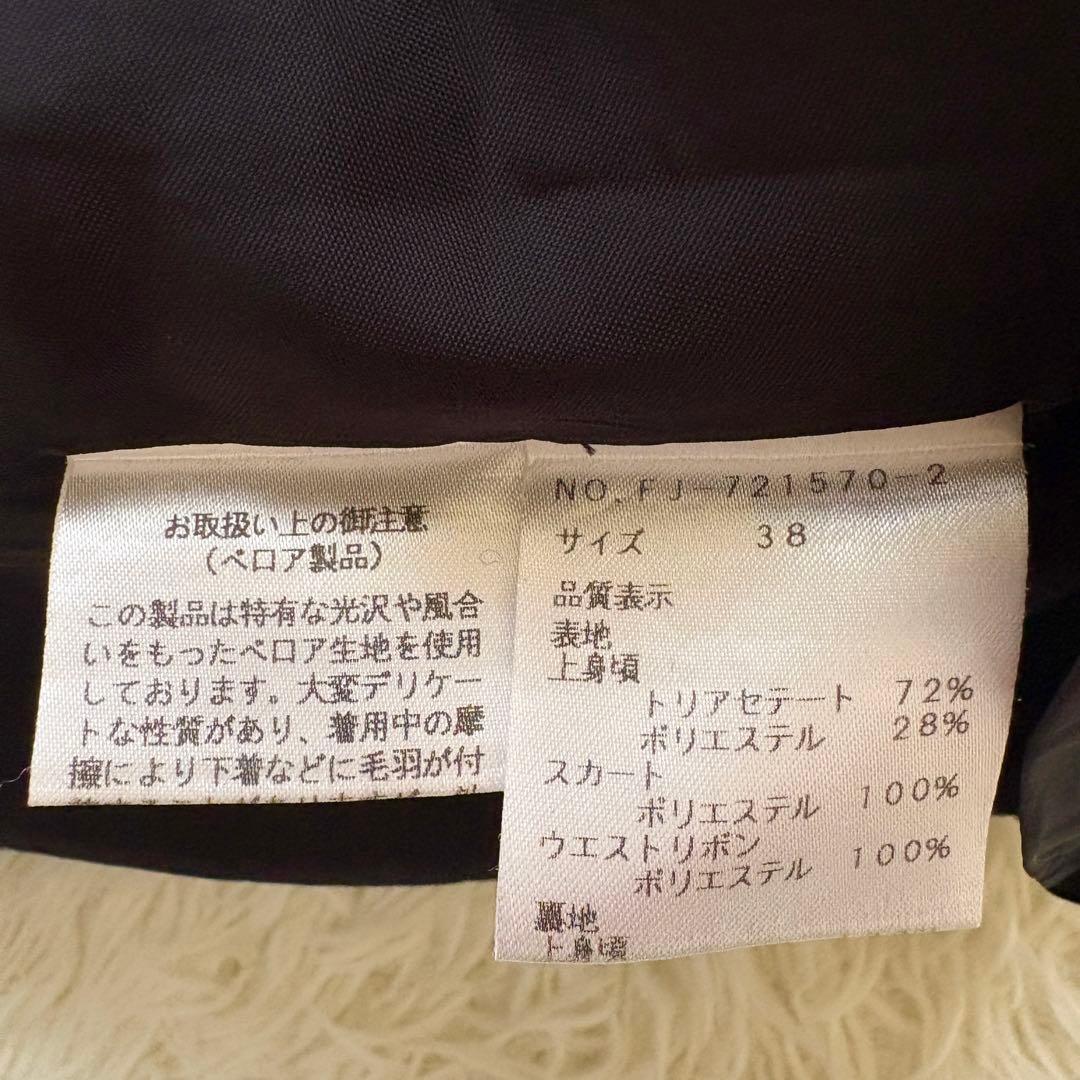 お取扱い上の御注意
(ベロア製品)
この製品は特有な光沢や風合
いをもったベロア生地を使用
しております。大変デリケー
トな性質があり、着用中の摩
擦により下着などに毛羽が付
NO.FJ-721570-2
サイズ 38
品質表示
表地
上身頃
トリアセテート 72%
ポリエステル 28%
スカート
ポリエステル 100%
ウエストリボン
ポリエステル 100%
裏地
上身頃